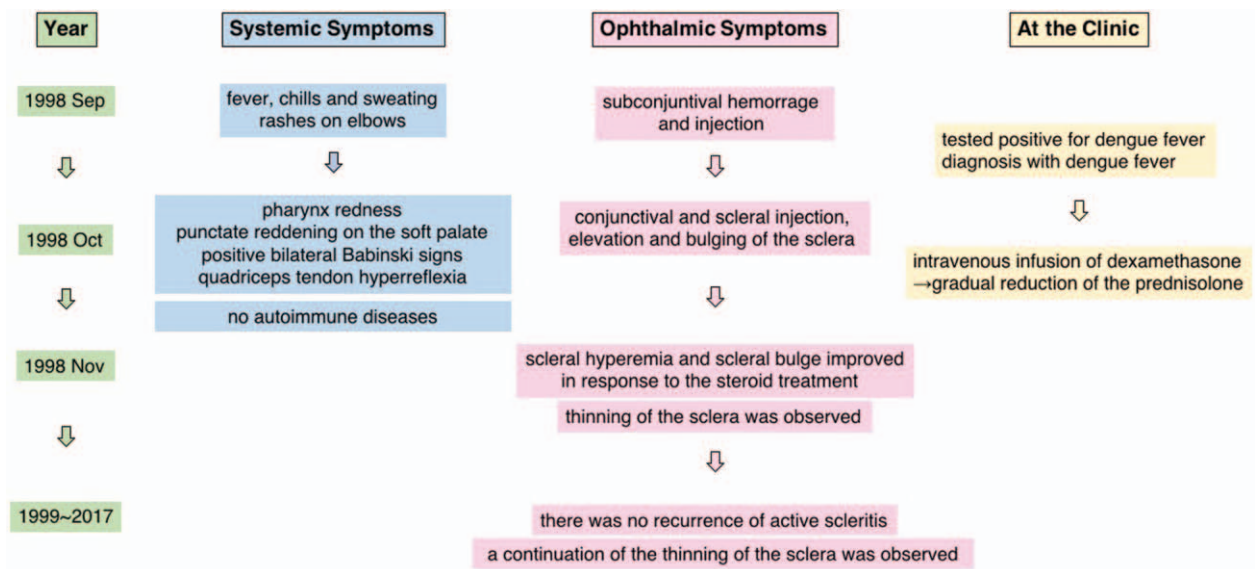 Year
Systemic Symptoms
Ophthalmic Symptoms
At the Clinic
1998 Sep
fever, chills and sweating
rashes on elbows
subconjuntival hemorrage
and injection
tested positive for dengue fever
diagnosis with dengue fever
1998 Oct
pharynx redness
punctate reddening on the soft palate
positive bilateral Babinski signs
quadriceps tendon hyperreflexia
no autoimmune diseases
conjunctival and scleral injection,
elevation and bulging of the sclera
intravenous infusion of dexamethasone
→gradual reduction of the prednisolone
1998 Nov
scleral hyperemia and scleral bulge improved
in response to the steroid treatment
thinning of the sclera was observed
1999~2017
there was no recurrence of active scleritis
a continuation of the thinning of the sclera was observed